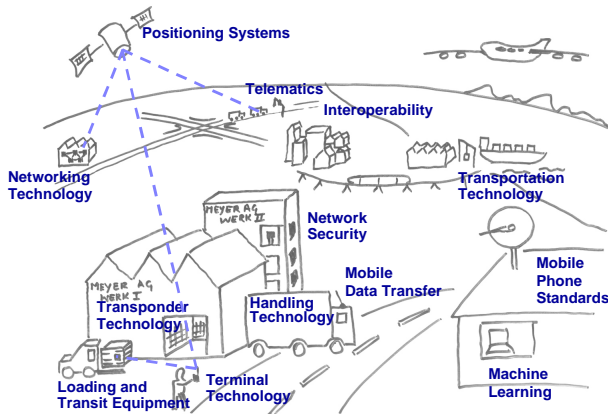 Positioning Systems
Telematics
Interoperability
Networking
Technology
Transportation
Technology
MEYER AG
WERK II
Network
Security
MEYER AG
WERK I
Mobile
Data Transfer
Mobile
Phone
Standards
Transponder
Technology
Handling
Technology
Loading and
Transit Equipment
Terminal
Technology
Machine
Learning